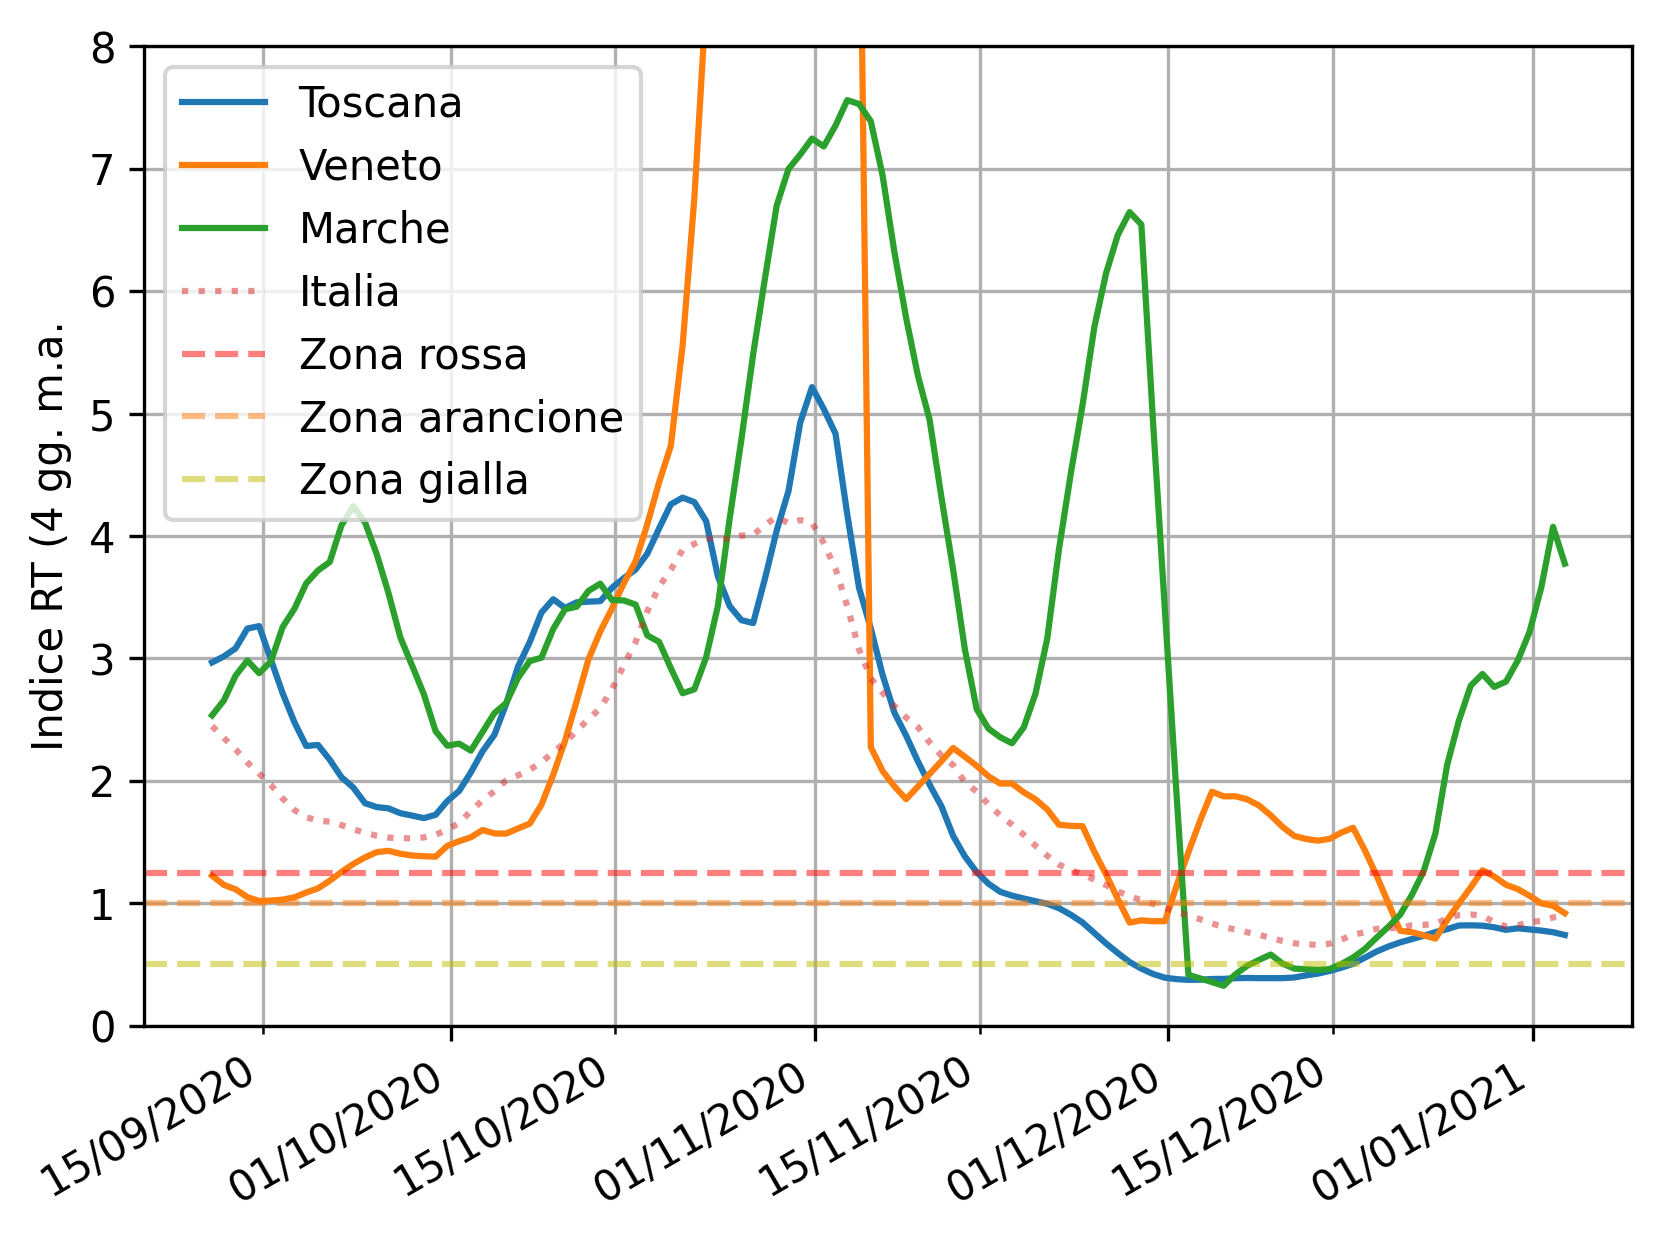 8
7
6
5
4
3
2
1
0
Indice RT (4 gg. m.a.
Toscana
Veneto
Marche
Italia
Zona rossa
Zona arancione
Zona gialla
15/09/2020
01/10/2020
15/10/2020
01/11/2020
15/11/2020
01/12/2020
15/12/2020
01/01/2021